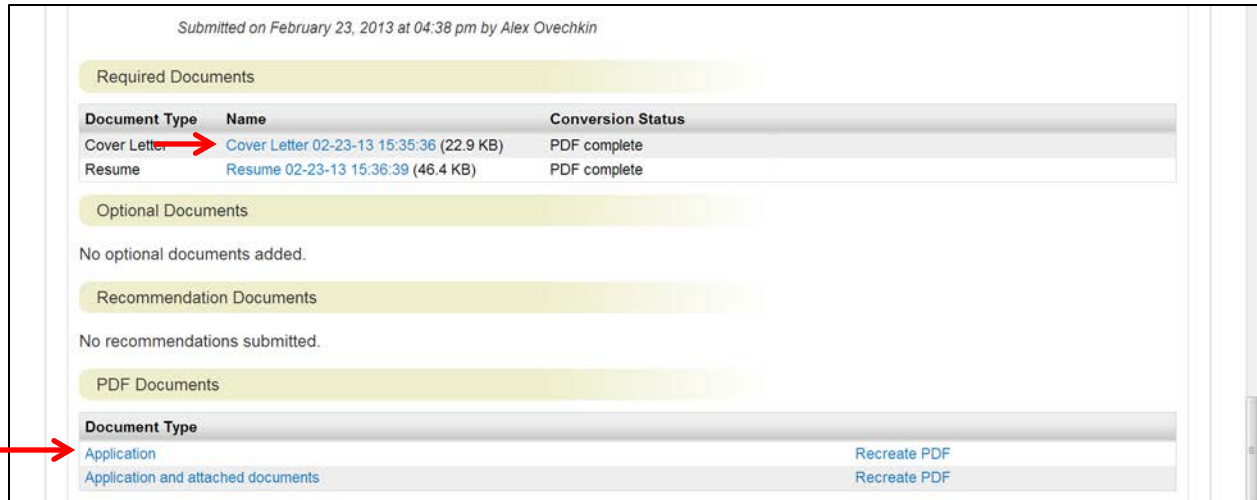 Submitted on February 23, 2013 at 04:38 pm by Alex Ovechkin
Required Documents
Document Type Name Conversion Status
Cover Letter Cover Letter 02-23-13 15:35:36 (22.9 KB) PDF complete
Resume Resume 02-23-13 15:36:39 (46.4 KB) PDF complete
Optional Documents
No optional documents added.
Recommendation Documents
No recommendations submitted.
PDF Documents
Document Type
Application Recreate PDF
Application and attached documents Recreate PDF